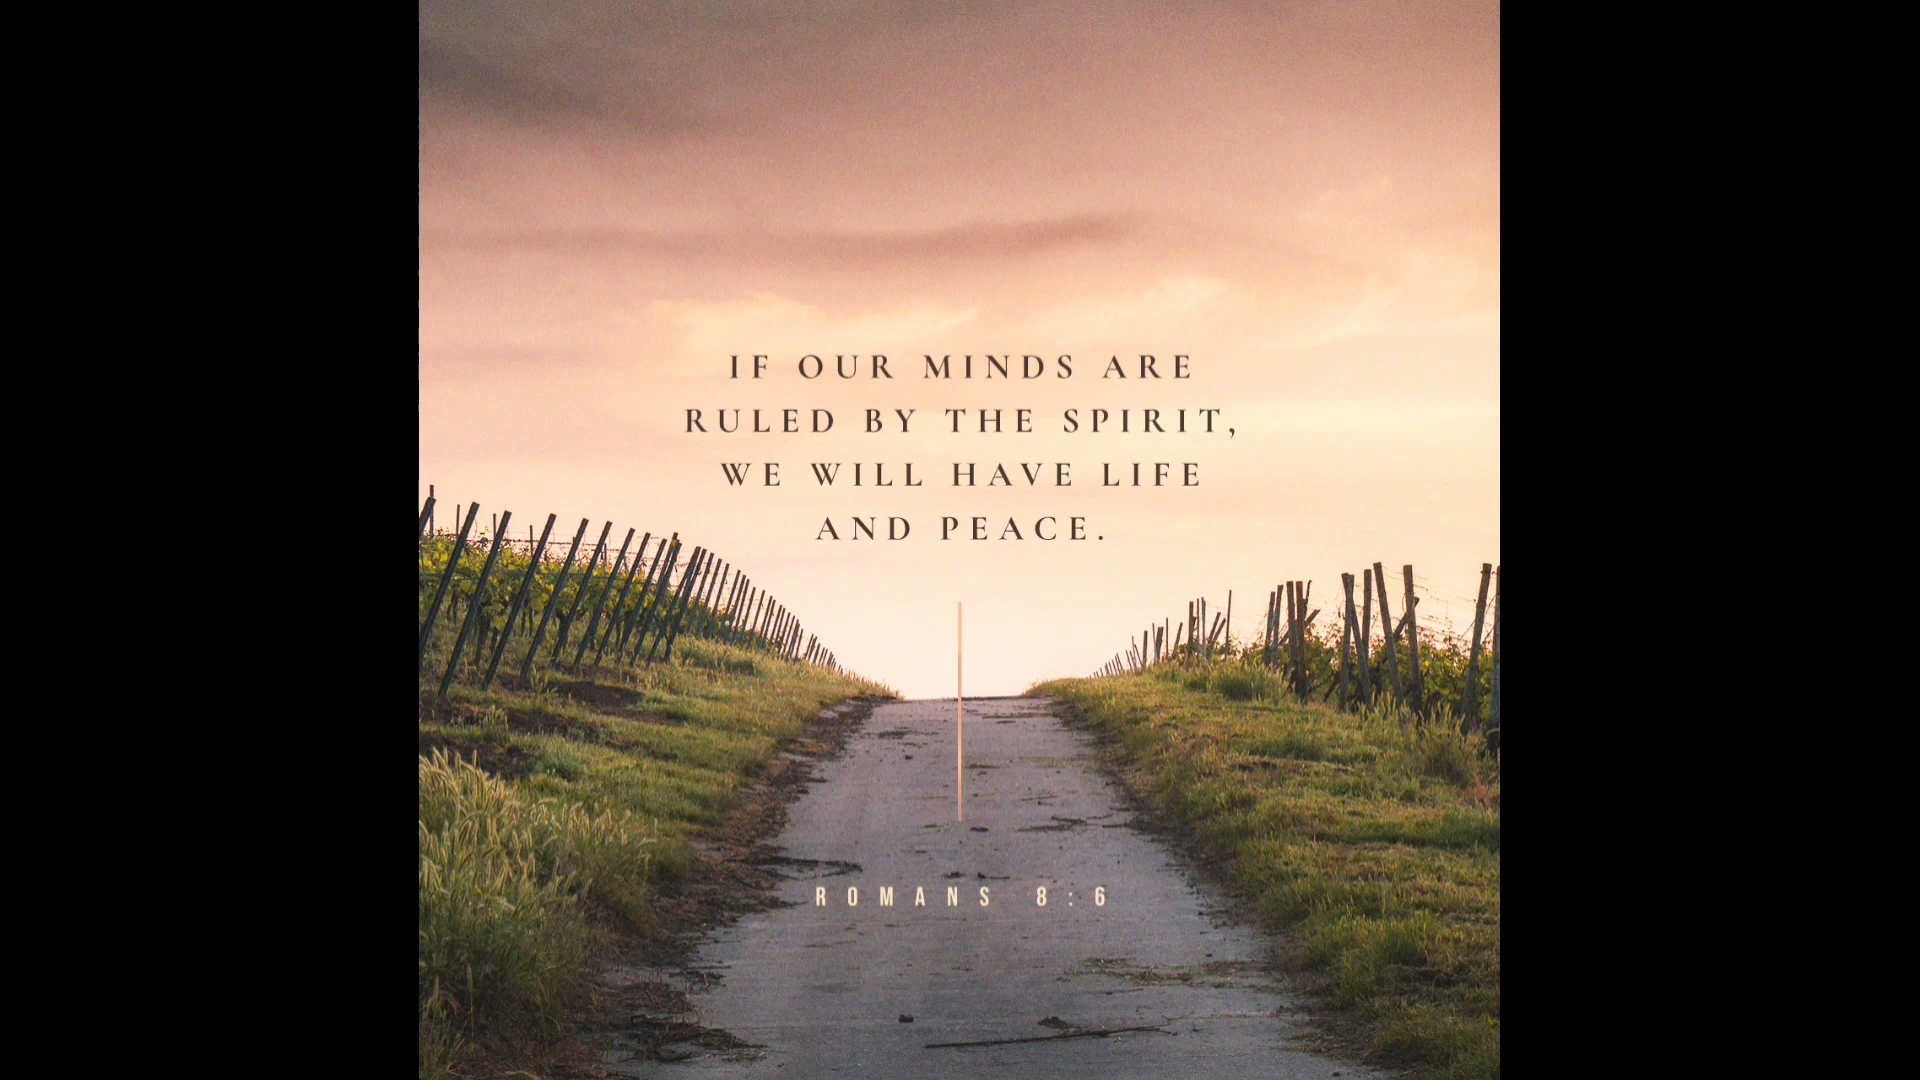 IF OUR MINDS ARE
RULED BY THE SPIRIT,
WE WILL HAVE LIFE
AND PEACE.
ROMANS 8:6